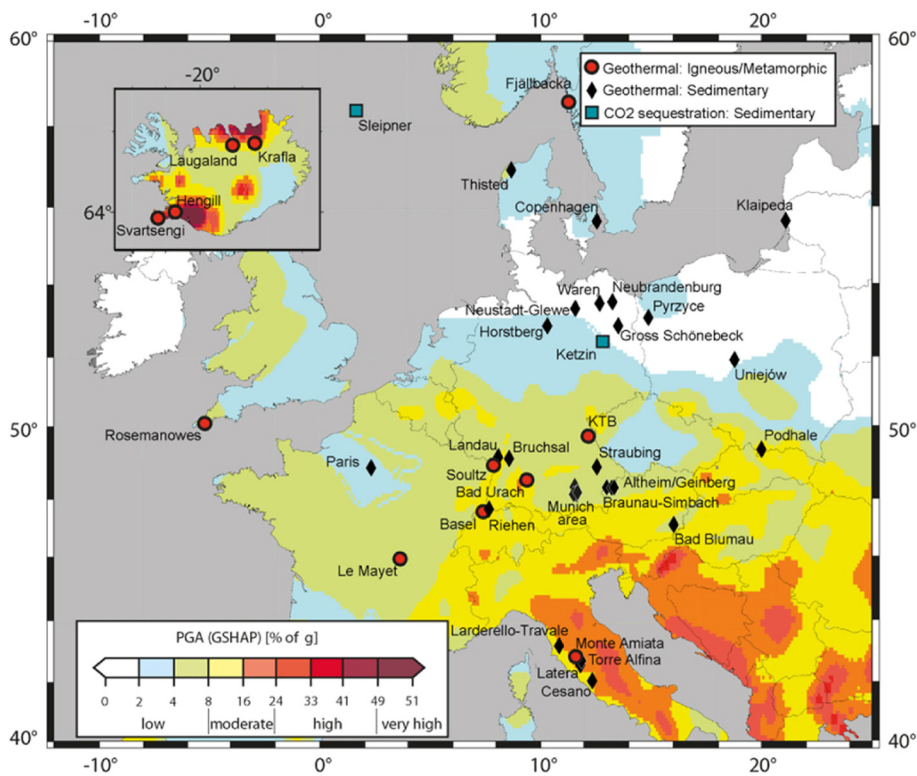 -10° 0° 10° 20°
60° 60°
Geothermal: Igneous/Metamorphic
Geothermal: Sedimentary
CO2 sequestration: Sedimentary
Fjällbacka
-20°
Sleipner
Laugaland
Krafla
Thisted
Hengill
64°
Svartsengi
Copenhagen
Klaipeda
Waren
Neubrandenburg
Neustadt-Glewe
Pyrzyce
Horstberg
Gross Schönebeck
Ketzin
Uniejów
50° 50°
Rosemanowes
KTB
Podhale
Landau
Bruchsal
Straubing
Paris
Soultz
Bad Urach
Altheim/Geinberg
Munich
area
Braunau-Simbach
Basel
Riehen
Bad Blumau
Le Mayet
Larderello-Travale
Monte Amiata
Torre Alfina
Latera
Cesano
PGA (GSHAP) [% of g]
0 2 4 8 16 24 33 41 49 51
low moderate high very high
40° 40°
-10° 0° 10° 20°